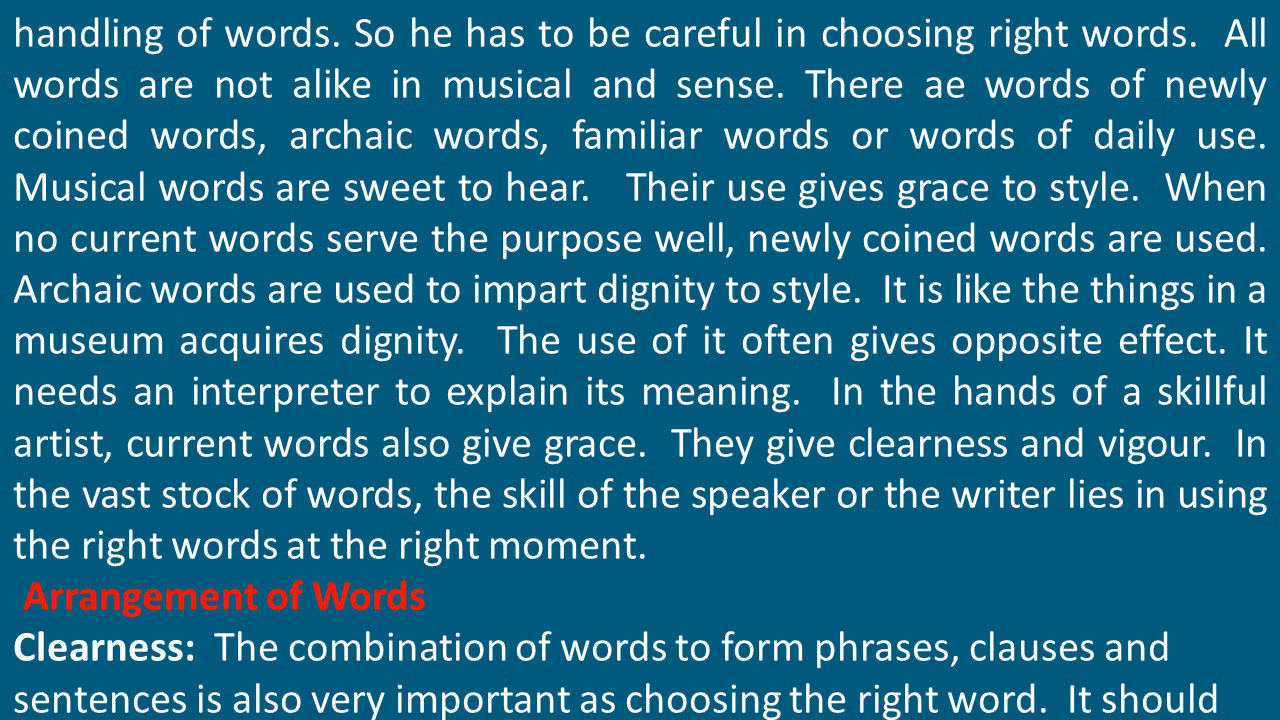 handling of words. So he has to be careful in choosing right words.  All
words are not alike in musical and sense. There ae words of newly
coined words, archaic words, familiar words or words of daily use.
Musical words are sweet to hear.   Their use gives grace to style.  When
no current words serve the purpose well, newly coined words are used.
Archaic words are used to impart dignity to style.  It is like the things in a
museum acquires dignity.  The use of it often gives opposite effect. It
needs an interpreter to explain its meaning.  In the hands of a skillful
artist, current words also give grace.  They give clearness and vigour.  In
the vast stock of words, the skill of the speaker or the writer lies in using
the right words at the right moment.
Arrangement of Words
Clearness:  The combination of words to form phrases, clauses and
sentences is also very important as choosing the right word.  It should